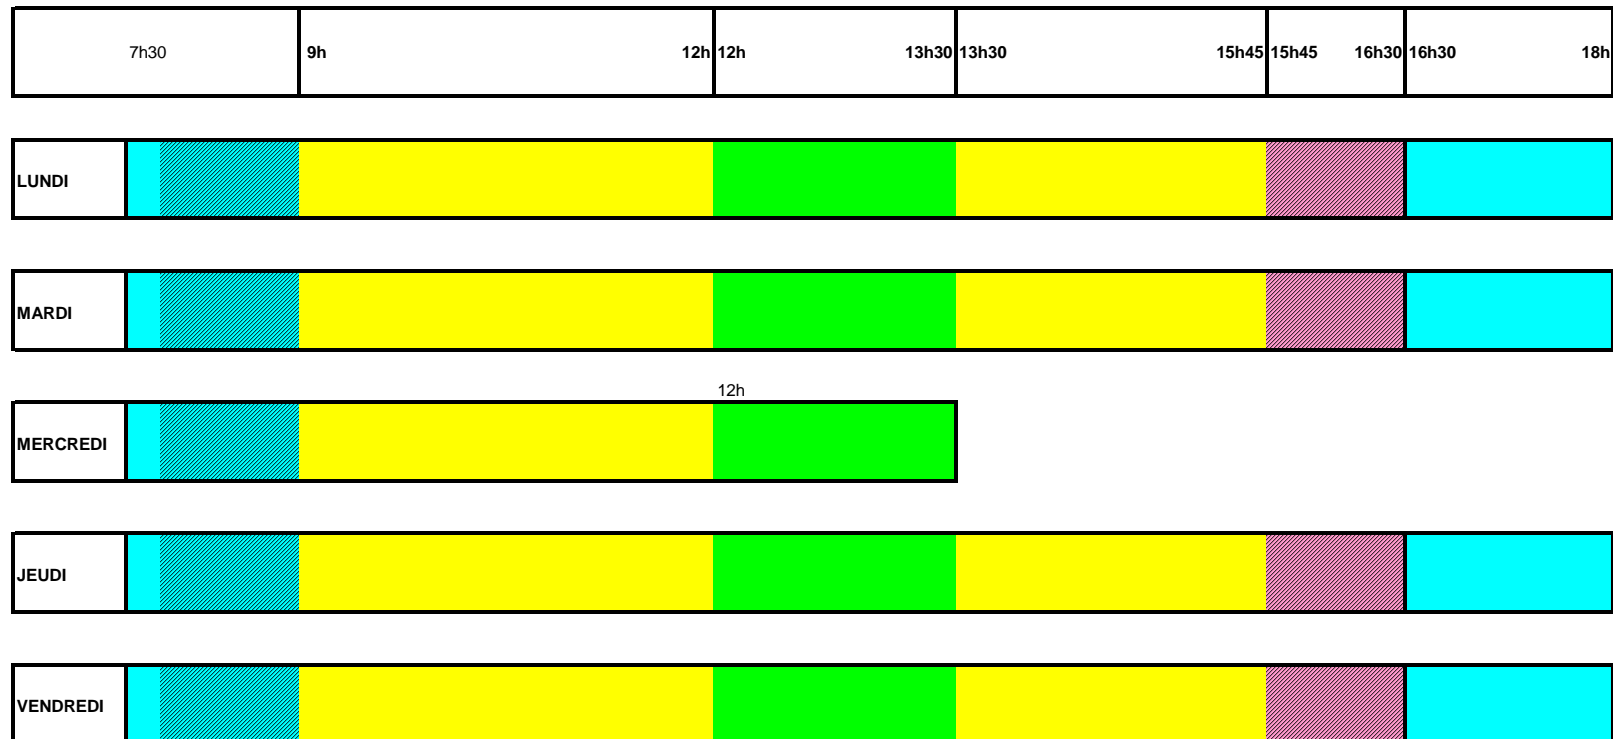 7h30 9h 12h 12h 13h30 13h30 15h45 15h45 16h30 16h30 18h
LUNDI
MARDI
12h
MERCREDI
JEUDI
VENDREDI